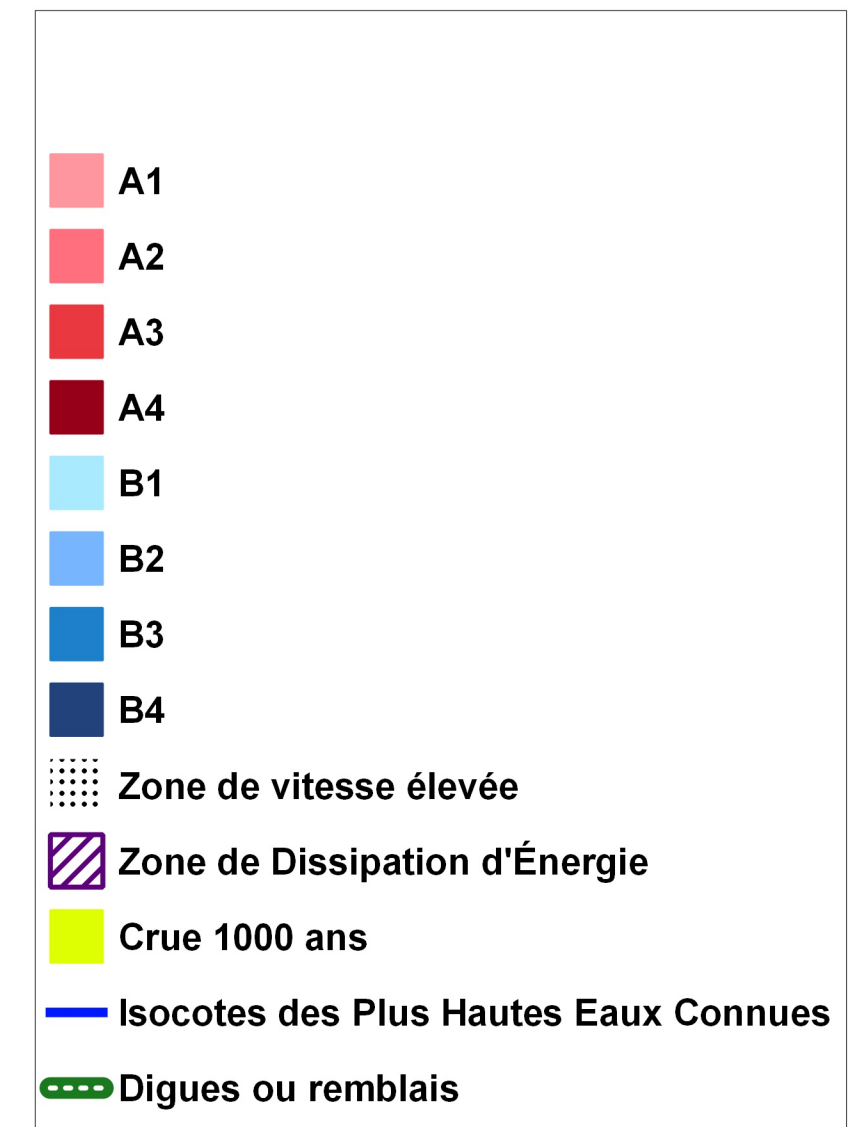 A1
A2
A3
A4
B1
B2
B3
B4
Zone de vitesse élevée
Zone de Dissipation d'Énergie
Crue 1000 ans
Isocotes des Plus Hautes Eaux Connues
Digues ou remblais